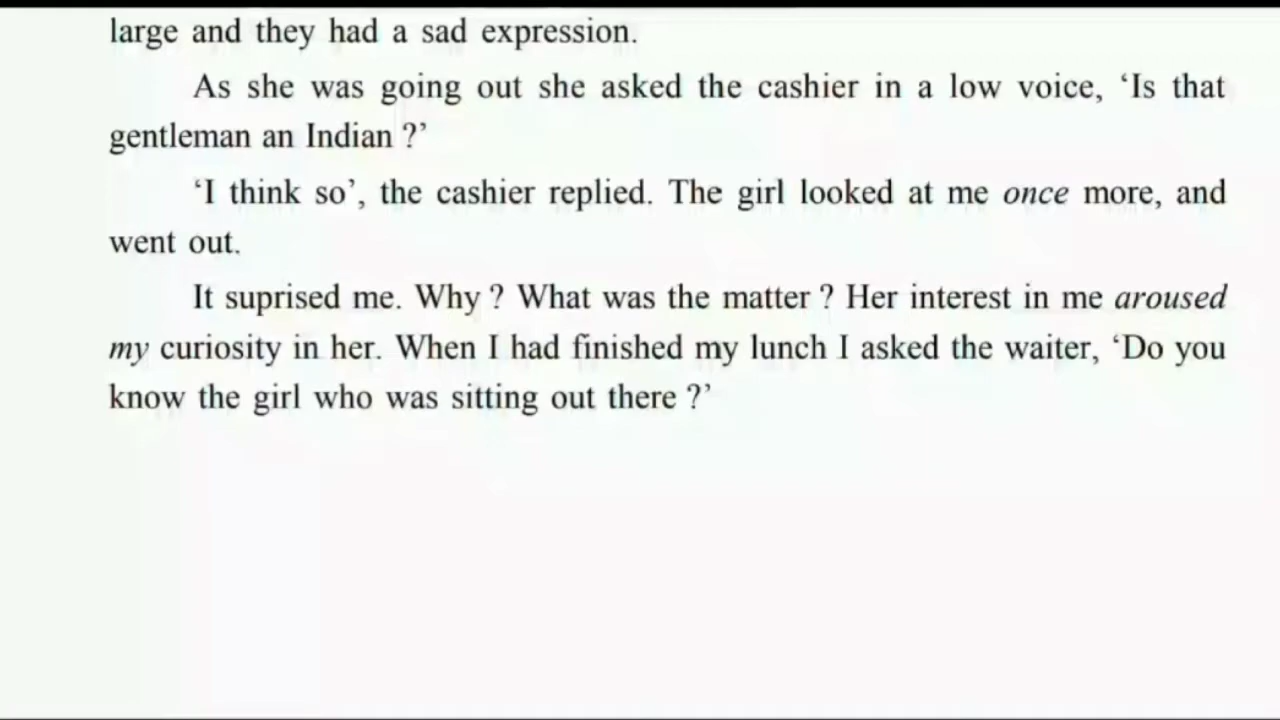 large and they had a sad expression.
As she was going out she asked the cashier in a low voice, ‘Is that
gentleman an Indian ?’
‘I think so’, the cashier replied. The girl looked at me once more, and
went out.
It suprised me. Why ? What was the matter ? Her interest in me aroused
my curiosity in her. When I had finished my lunch I asked the waiter, ‘Do you
know the girl who was sitting out there ?’